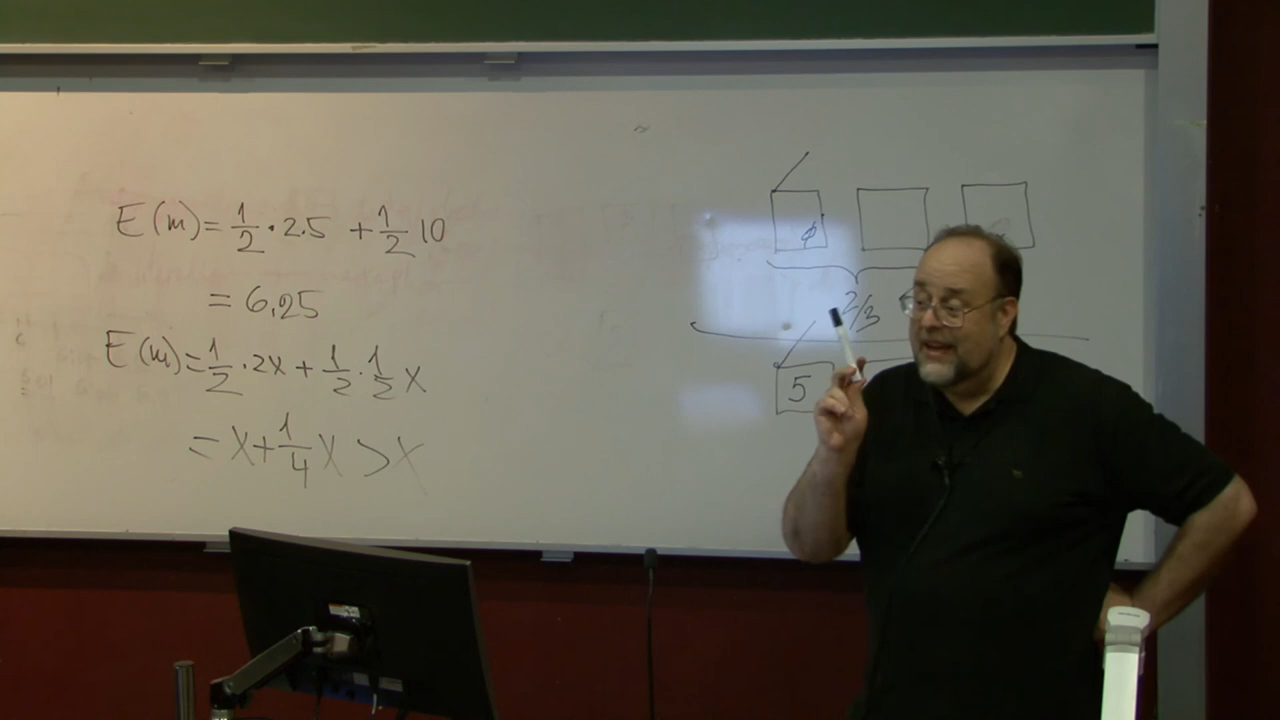 E(m) = 1/2 · 2.5 + 1/2 10
= 6,25
E(m) = 1/2 · 2x + 1/2 · 1/2 x
= x + 1/4 x > x
ϕ
2/3
5